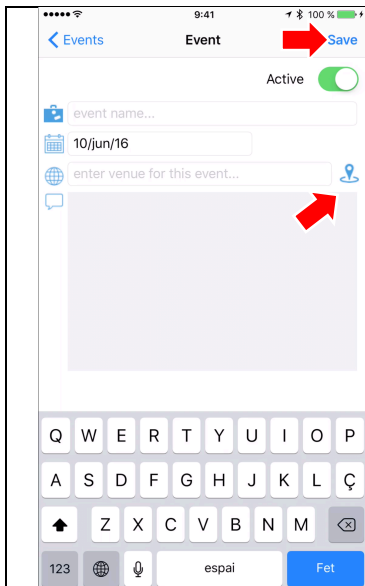 9:41 100 %
Events Event Save
Active
event name...
10/jun/16
enter venue for this event...
Q W E R T Y U I O P
A S D F G H J K L Ç
Z X C V B N M
123 espai Fet